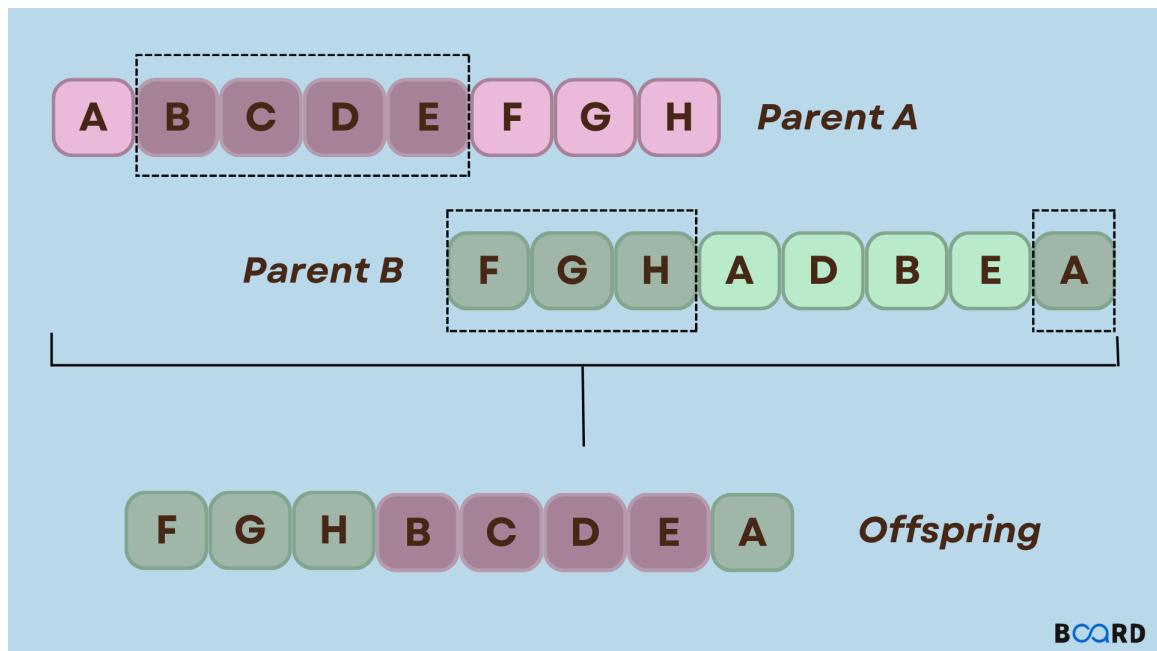 A B C D E F G H Parent A
Parent B F G H A D B E A
F G H B C D E A Offspring
BOARD